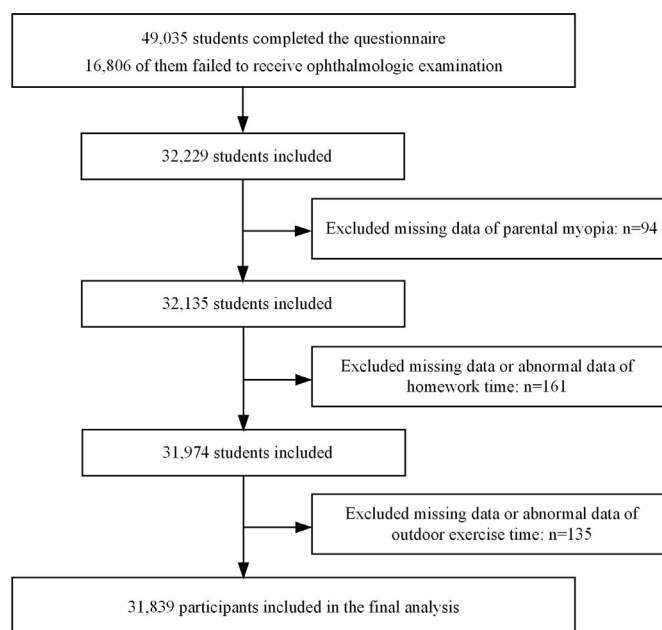 49,035 students completed the questionnaire
16,806 of them failed to receive ophthalmologic examination
32,229 students included
Excluded missing data of parental myopia: n=94
32,135 students included
Excluded missing data or abnormal data of
homework time: n=161
31,974 students included
Excluded missing data or abnormal data of
outdoor exercise time: n=135
31,839 participants included in the final analysis